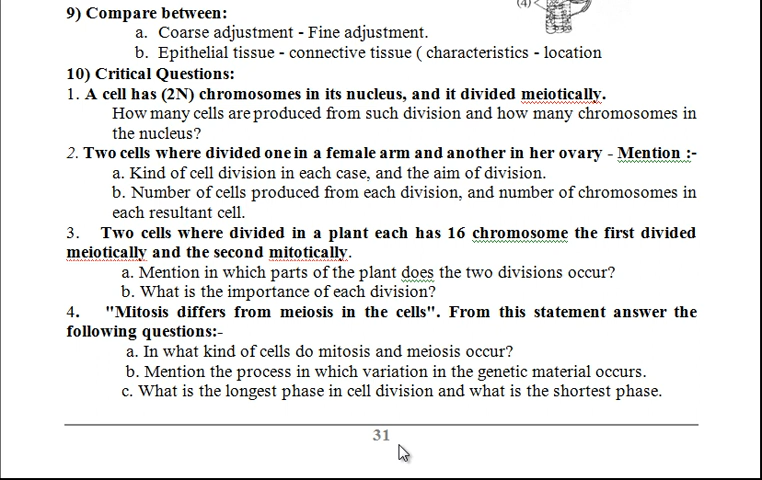 (4)
9) Compare between:
a. Coarse adjustment - Fine adjustment.
b. Epithelial tissue - connective tissue ( characteristics - location
10) Critical Questions:
1. A cell has (2N) chromosomes in its nucleus, and it divided meiotically.
How many cells are produced from such division and how many chromosomes in
the nucleus?
2. Two cells where divided one in a female arm and another in her ovary - Mention :-
a. Kind of cell division in each case, and the aim of division.
b. Number of cells produced from each division, and number of chromosomes in
each resultant cell.
3. Two cells where divided in a plant each has 16 chromosome the first divided
meiotically and the second mitotically.
a. Mention in which parts of the plant does the two divisions occur?
b. What is the importance of each division?
4. "Mitosis differs from meiosis in the cells". From this statement answer the
following questions:-
a. In what kind of cells do mitosis and meiosis occur?
b. Mention the process in which variation in the genetic material occurs.
c. What is the longest phase in cell division and what is the shortest phase.
31